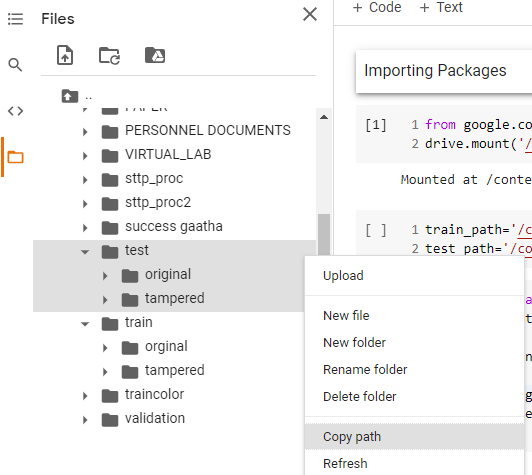 Files
+ Code + Text
..
PAPER
PERSONNEL DOCUMENTS
VIRTUAL_LAB
sttp_proc
sttp_proc2
success gaatha
test
original
tampered
train
orginal
tampered
traincolor
validation
Importing Packages
[1]
1 from google.co
2 drive.mount('/
Mounted at /conte
[ ]
1 train_path='/c
2 test_path='/co
Upload
New file
New folder
Rename folder
Delete folder
Copy path
Refresh